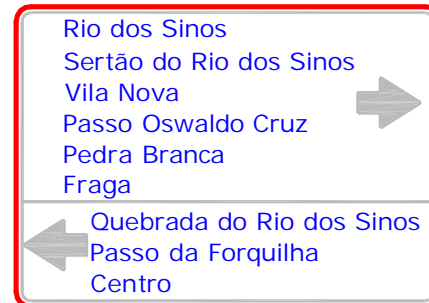 Rio dos Sinos
Sertão do Rio dos Sinos
Vila Nova
Passo Oswaldo Cruz
Pedra Branca
Fraga
Quebrada do Rio dos Sinos
Passo da Forquilha
Centro